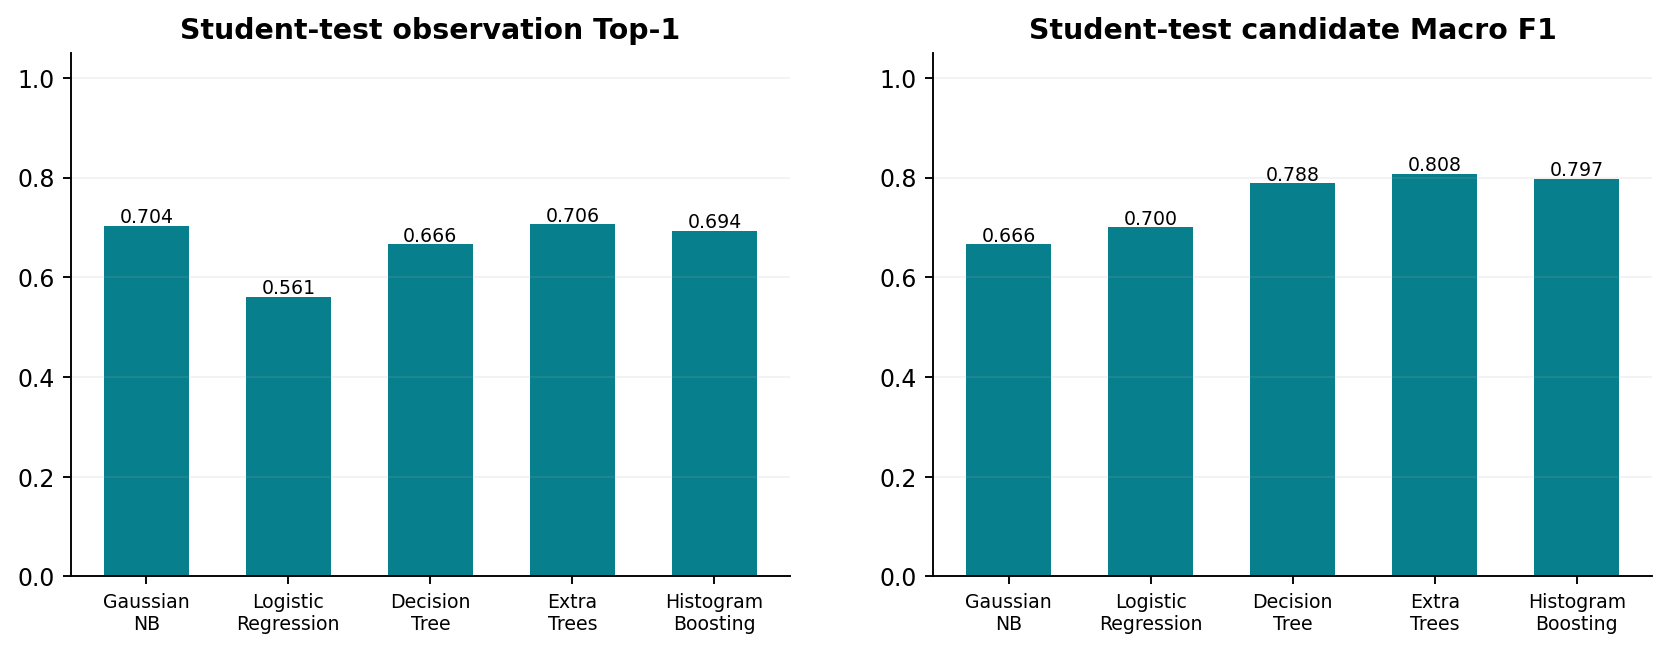 Student-test observation Top-1
1.0
0.8
0.6
0.4
0.2
0.0
0.704
0.561
0.666
0.706
0.694
Gaussian
NB
Logistic
Regression
Decision
Tree
Extra
Trees
Histogram
Boosting
Student-test candidate Macro F1
1.0
0.8
0.6
0.4
0.2
0.0
0.666
0.700
0.788
0.808
0.797
Gaussian
NB
Logistic
Regression
Decision
Tree
Extra
Trees
Histogram
Boosting